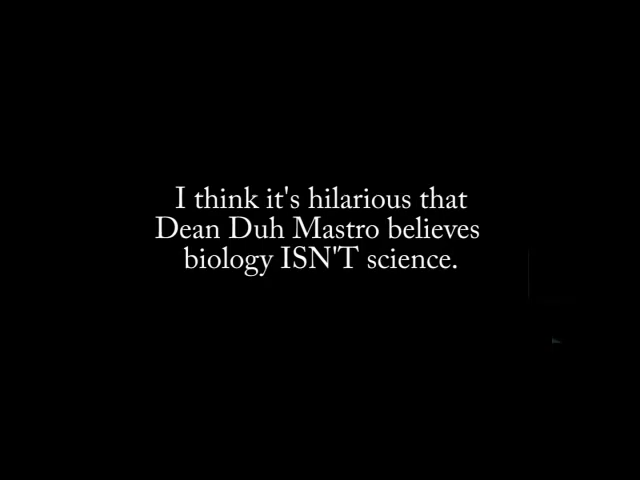 I think it's hilarious that
Dean Duh Mastro believes
biology ISN'T science.